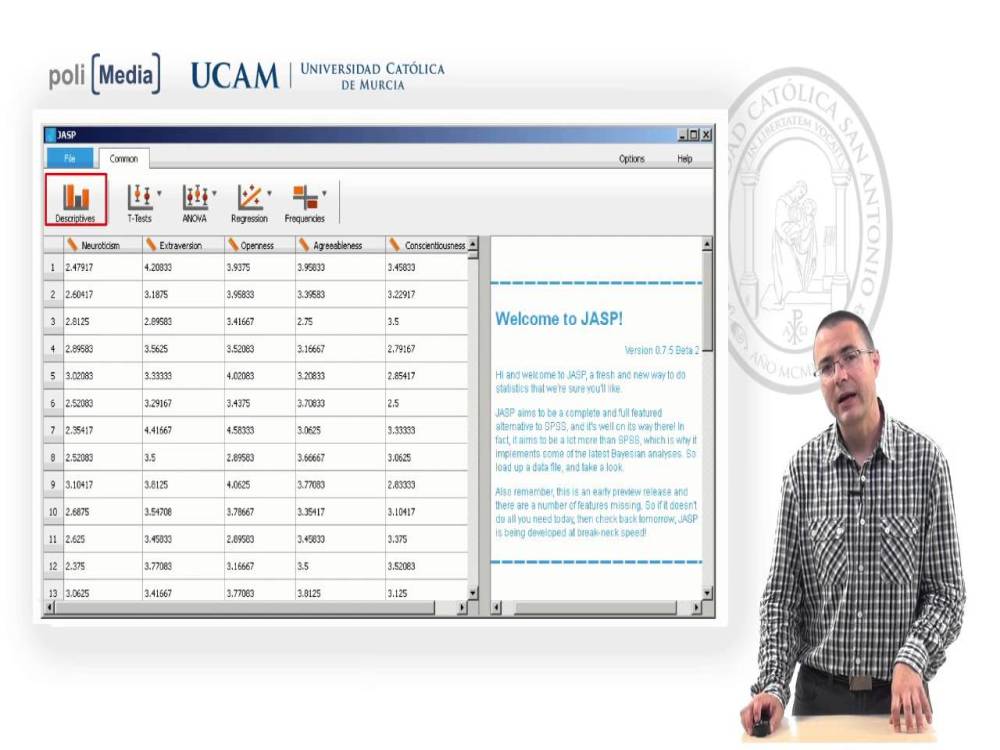 poli [Media]
UCAM | UNIVERSIDAD CATÓLICA
DE MURCIA
JASP
File Common Options Help
Descriptives T-Tests ANOVA Regression Frequencies
Neuroticism Extraversion Openness Agreeableness Conscientiousness
1 2.47917 4.20833 3.9375 3.95833 3.45833
2 2.60417 3.1875 3.95833 3.39583 3.22917
3 2.8125 2.89583 3.41667 2.75 3.5
4 2.89583 3.5625 3.52083 3.16667 2.79167
5 3.02083 3.33333 4.02083 3.20833 2.85417
6 2.52083 3.29167 3.4375 3.70833 2.5
7 2.35417 4.41667 4.58333 3.0625 3.33333
8 2.52083 3.5 2.89583 3.66667 3.0625
9 3.10417 3.8125 4.0625 3.77083 2.83333
10 2.6875 3.54708 3.78667 3.35417 3.10417
11 2.625 3.45833 2.89583 3.45833 3.375
12 2.375 3.77083 3.16667 3.5 3.52083
13 3.0625 3.41667 3.77083 3.8125 3.125
Welcome to JASP!
Version 0.7.5 Beta 2
Hi and welcome to JASP, a fresh and new way to do
statistics that we're sure you'll like.
JASP aims to be a complete and full featured
alternative to SPSS, and it's well on its way there! In
fact, it aims to be a lot more than SPSS, which is why it
implements some of the latest Bayesian analyses. So
load up a data file, and take a look.
Also remember, this is an early preview release and
there are a number of features missing. So if it doesn't
do all you need today, then check back tomorrow; JASP
is being developed at break-neck speed!
CATÓLICA SAN ANTONIO